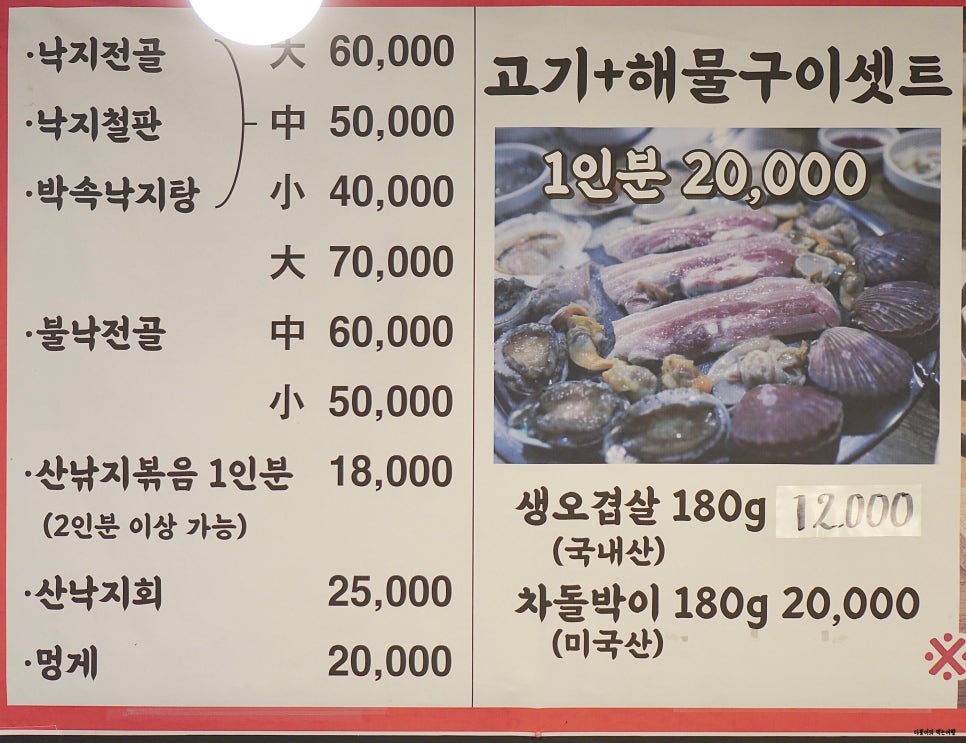 ·낙지전골 大 60,000
·낙지철판 中 50,000
·박속낙지탕 小 40,000
大 70,000
·불낙전골 中 60,000
小 50,000
·산낚지볶음 1인분 18,000
(2인분 이상 가능)
·산낙지회 25,000
·멍게 20,000
고기+해물구이셋트
1인분 20,000
생오겹살 180g 12.000
(국내산)
차돌박이 180g 20,000
(미국산)
※